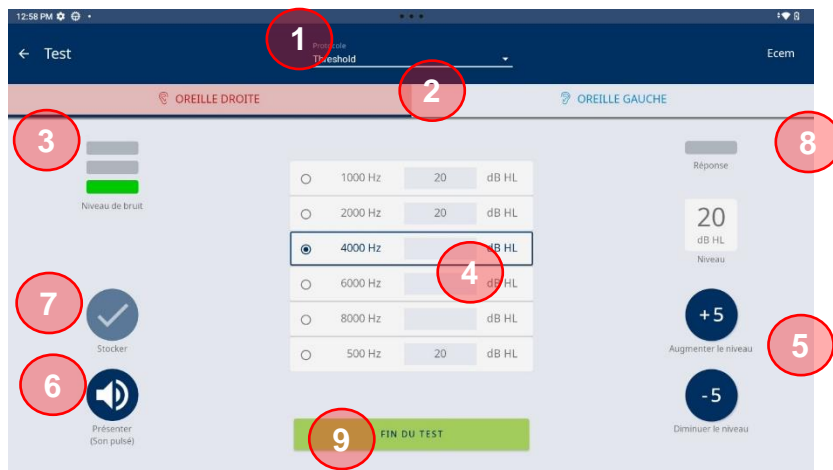 12:58 PM
1
Protocole
Threshold
← Test
Ecem
2
OREILLE DROITE
OREILLE GAUCHE
3
8
Niveau de bruit
Réponse
1000 Hz 20 dB HL
2000 Hz 20 dB HL
4000 Hz dB HL
4
6000 Hz dB HL
8000 Hz dB HL
500 Hz 20 dB HL
20
dB HL
Niveau
7
Stocker
+5
Augmenter le niveau
5
6
Présenter
(Son pulsé)
-5
Diminuer le niveau
9
FIN DU TEST